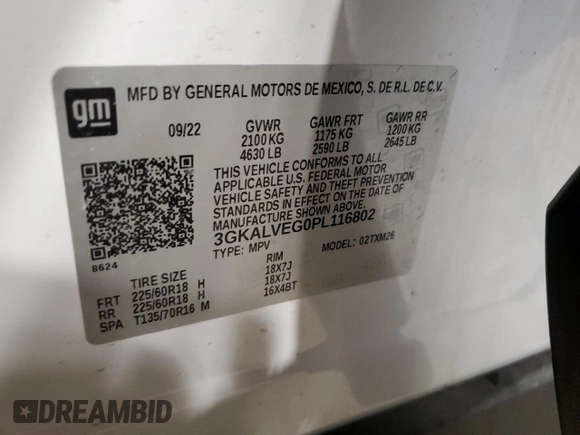 gm
MFD BY GENERAL MOTORS DE MEXICO, S. DE R.L. DE C.V.
09/22 GVWR GAWR FRT GAWR RR
2100 KG 1175 KG 1200 KG
4630 LB 2590 LB 2645 LB
THIS VEHICLE CONFORMS TO ALL
APPLICABLE U.S. FEDERAL MOTOR
VEHICLE SAFETY AND THEFT PREVENTION
STANDARDS IN EFFECT ON THE DATE OF
MANUFACTURE SHOWN ABOVE.
3GKALVEG0PL116802
8624 TYPE: MPV MODEL: 02TXM26
TIRE SIZE RIM
FRT 225/60R18 H 18X7J
RR 225/60R18 H 18X7J
SPA T135/70R16 M 16X4BT
DREAMBID